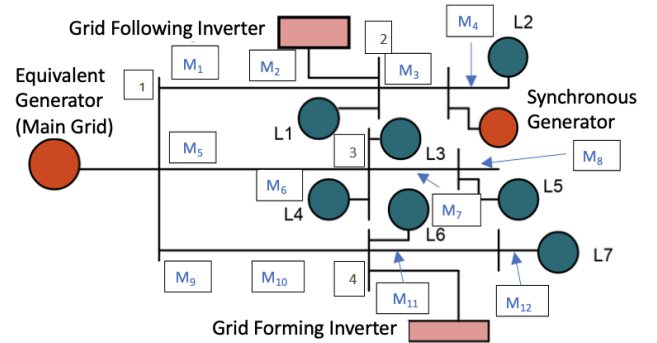 Grid Following Inverter
M4
L2
2
M1
M2
M3
Equivalent
Generator
(Main Grid)
1
Synchronous
Generator
L1
M5
3
L3
M8
M6
L4
M7
L5
L6
L7
M9
M10
4
M11
M12
Grid Forming Inverter